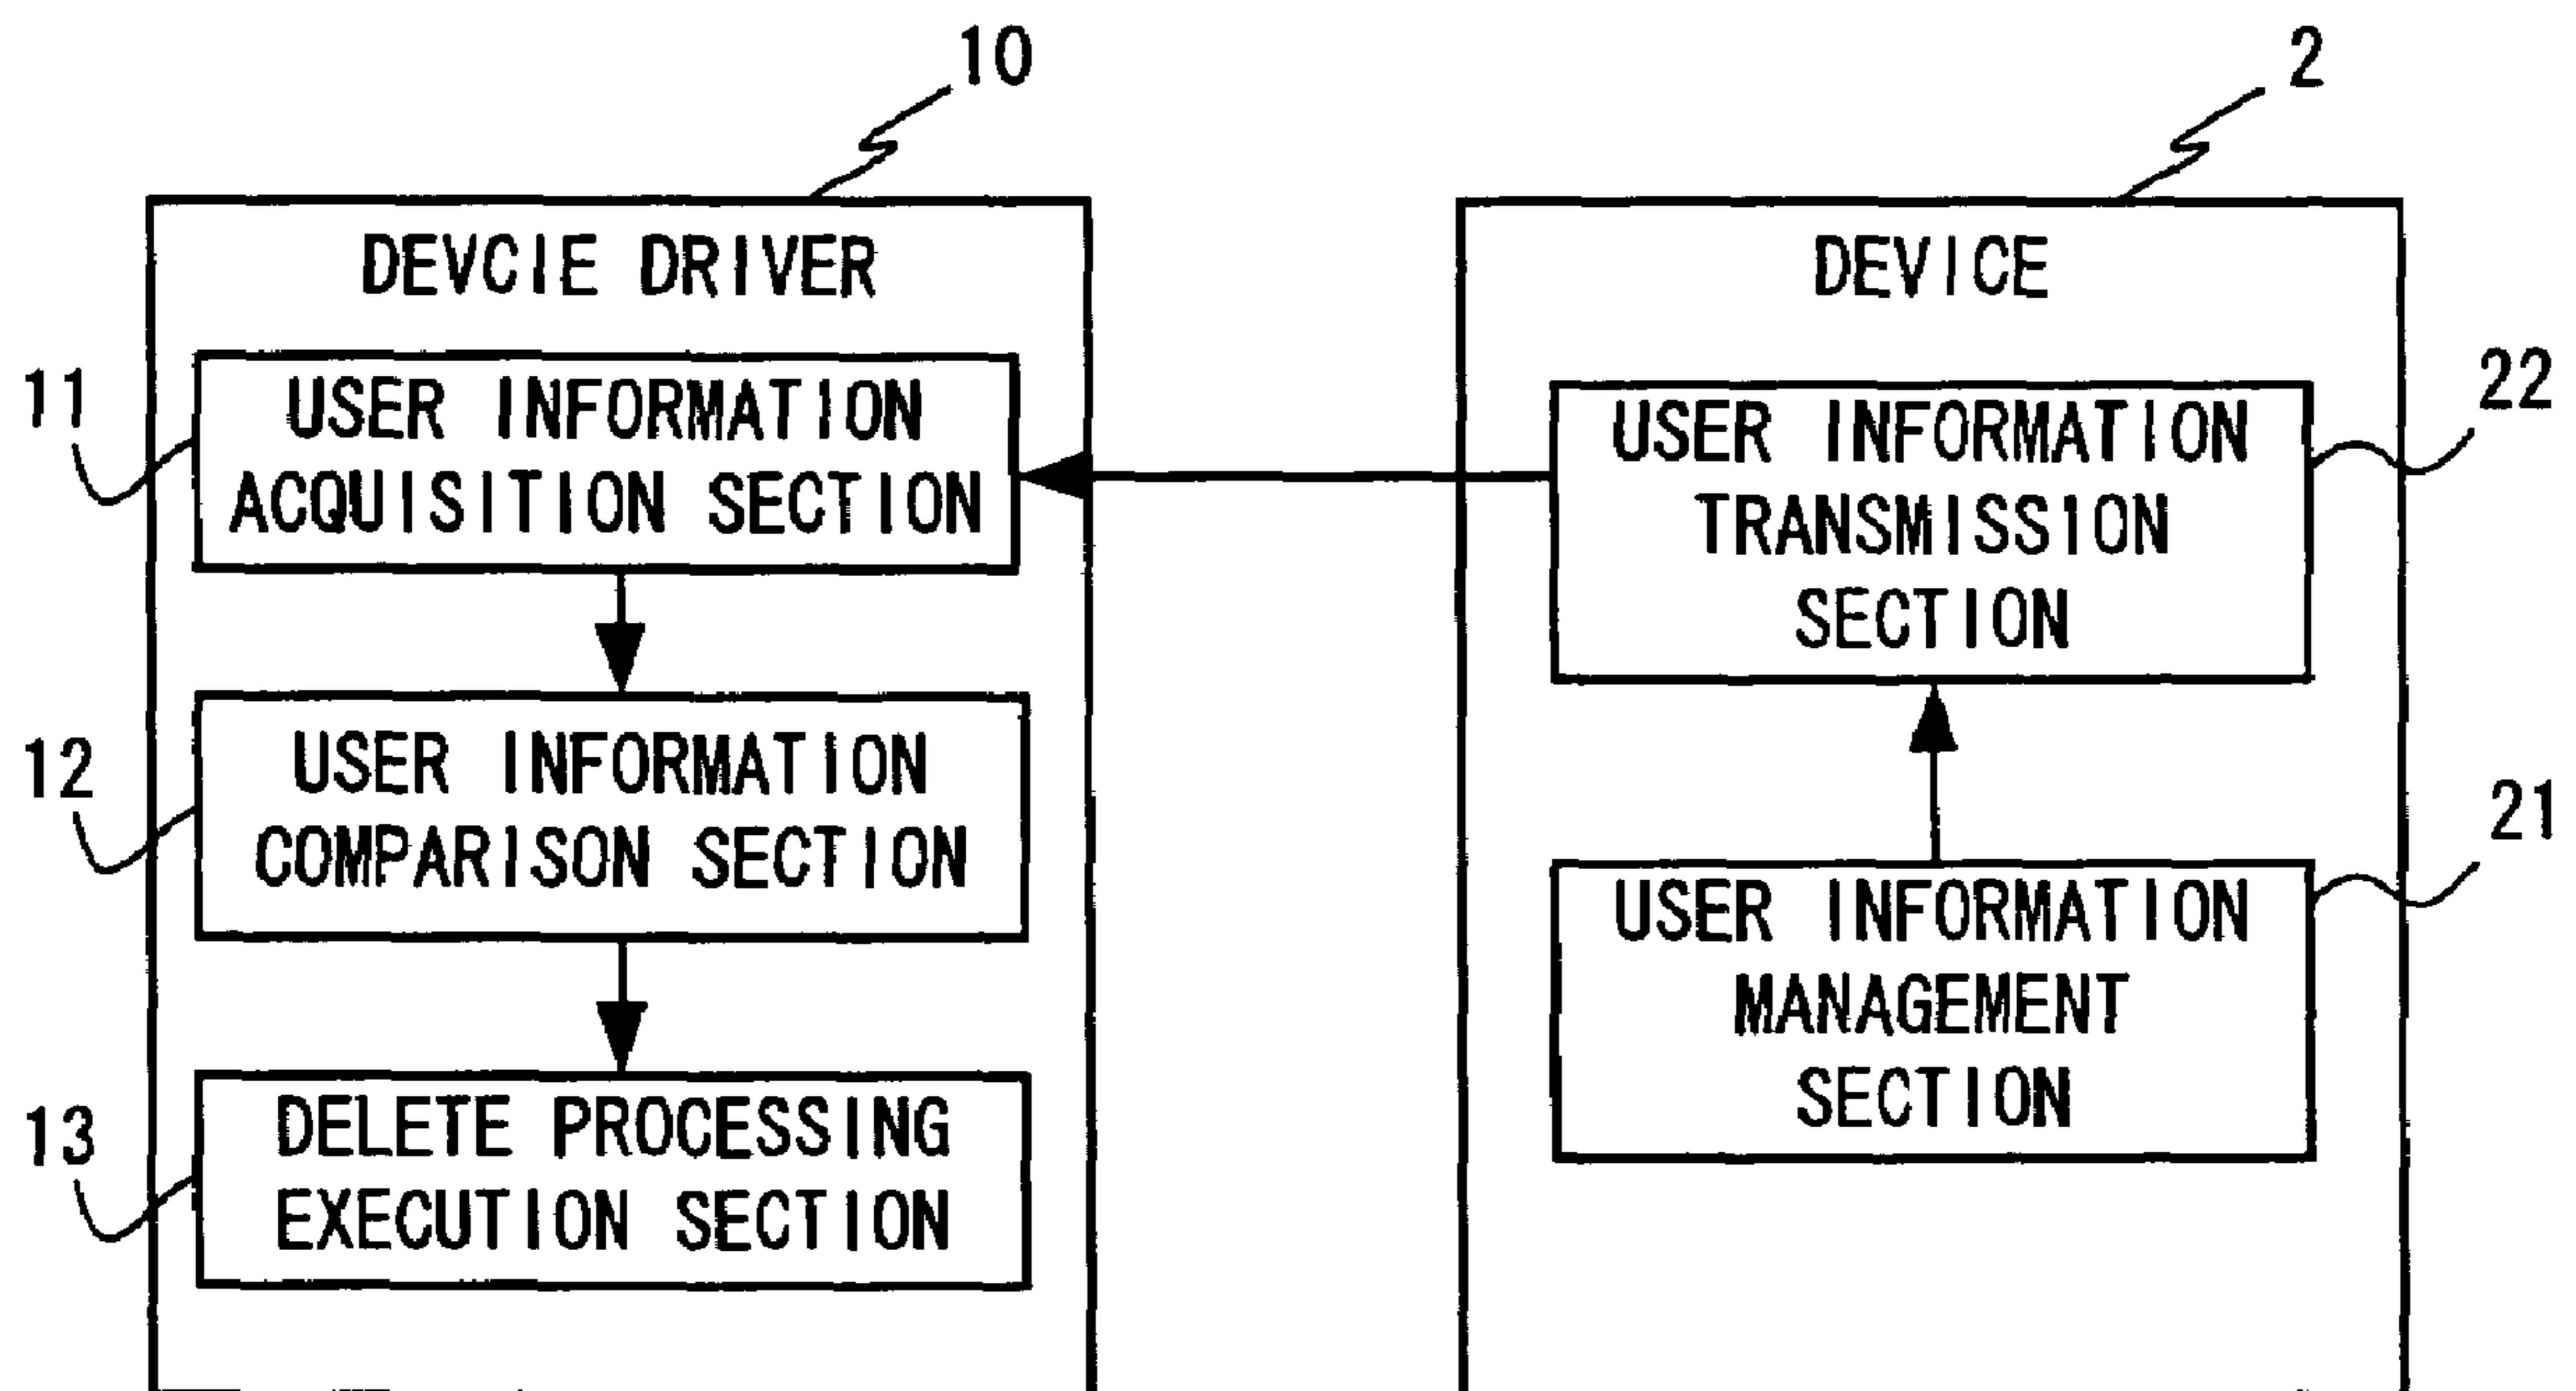 10
2
DEVCIE DRIVER
DEVICE
11
USER INFORMATION
ACQUISITION SECTION
USER INFORMATION
TRANSMISSION
SECTION
22
12
USER INFORMATION
COMPARISON SECTION
21
USER INFORMATION
MANAGEMENT
SECTION
13
DELETE PROCESSING
EXECUTION SECTION